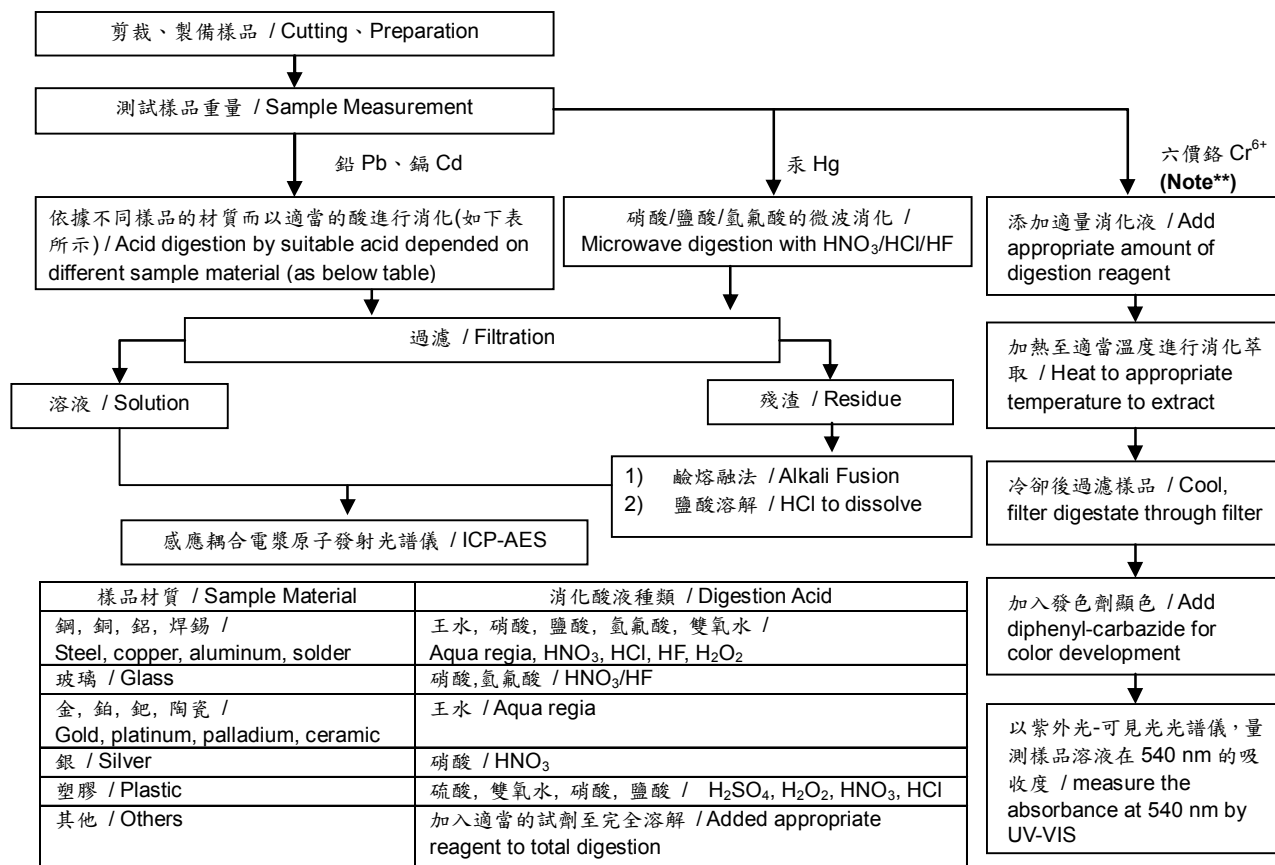 剪裁、製備樣品 / Cutting、Preparation
測試樣品重量 / Sample Measurement
鉛 Pb、鎘 Cd
汞 Hg
六價鉻 Cr⁶⁺
(Note**)
依據不同樣品的材質而以適當的酸進行消化(如下表
所示) / Acid digestion by suitable acid depended on
different sample material (as below table)
硝酸/鹽酸/氫氟酸的微波消化 /
Microwave digestion with HNO₃/HCl/HF
添加適量消化液 / Add
appropriate amount of
digestion reagent
過濾 / Filtration
加熱至適當溫度進行消化萃
取 / Heat to appropriate
temperature to extract
溶液 / Solution
殘渣 / Residue
1) 鹼熔融法 / Alkali Fusion
2) 鹽酸溶解 / HCl to dissolve
冷卻後過濾樣品 / Cool,
filter digestate through filter
感應耦合電漿原子發射光譜儀 / ICP-AES
加入發色劑顯色 / Add
diphenyl-carbazide for
color development
以紫外光-可見光光譜儀，量
測樣品溶液在 540 nm 的吸
收度 / measure the
absorbance at 540 nm by
UV-VIS
樣品材質 / Sample Material 消化酸液種類 / Digestion Acid
鋼, 銅, 鋁, 焊錫 / 王水, 硝酸, 鹽酸, 氫氟酸, 雙氧水 /
Steel, copper, aluminum, solder Aqua regia, HNO₃, HCl, HF, H₂O₂
玻璃 / Glass 硝酸,氫氟酸 / HNO₃/HF
金, 鉑, 鈀, 陶瓷 / 王水 / Aqua regia
Gold, platinum, palladium, ceramic
銀 / Silver 硝酸 / HNO₃
塑膠 / Plastic 硫酸, 雙氧水, 硝酸, 鹽酸 / H₂SO₄, H₂O₂, HNO₃, HCl
其他 / Others 加入適當的試劑至完全溶解 / Added appropriate
reagent to total digestion